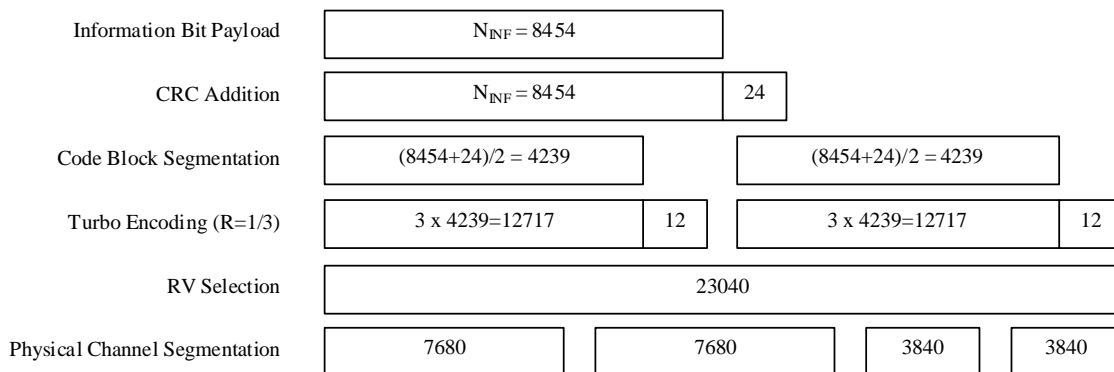 Information Bit Payload N_INF = 8454
CRC Addition N_INF = 8454 24
Code Block Segmentation (8454+24)/2 = 4239 (8454+24)/2 = 4239
Turbo Encoding (R=1/3) 3 x 4239=12717 12 3 x 4239=12717 12
RV Selection 23040
Physical Channel Segmentation 7680 7680 3840 3840